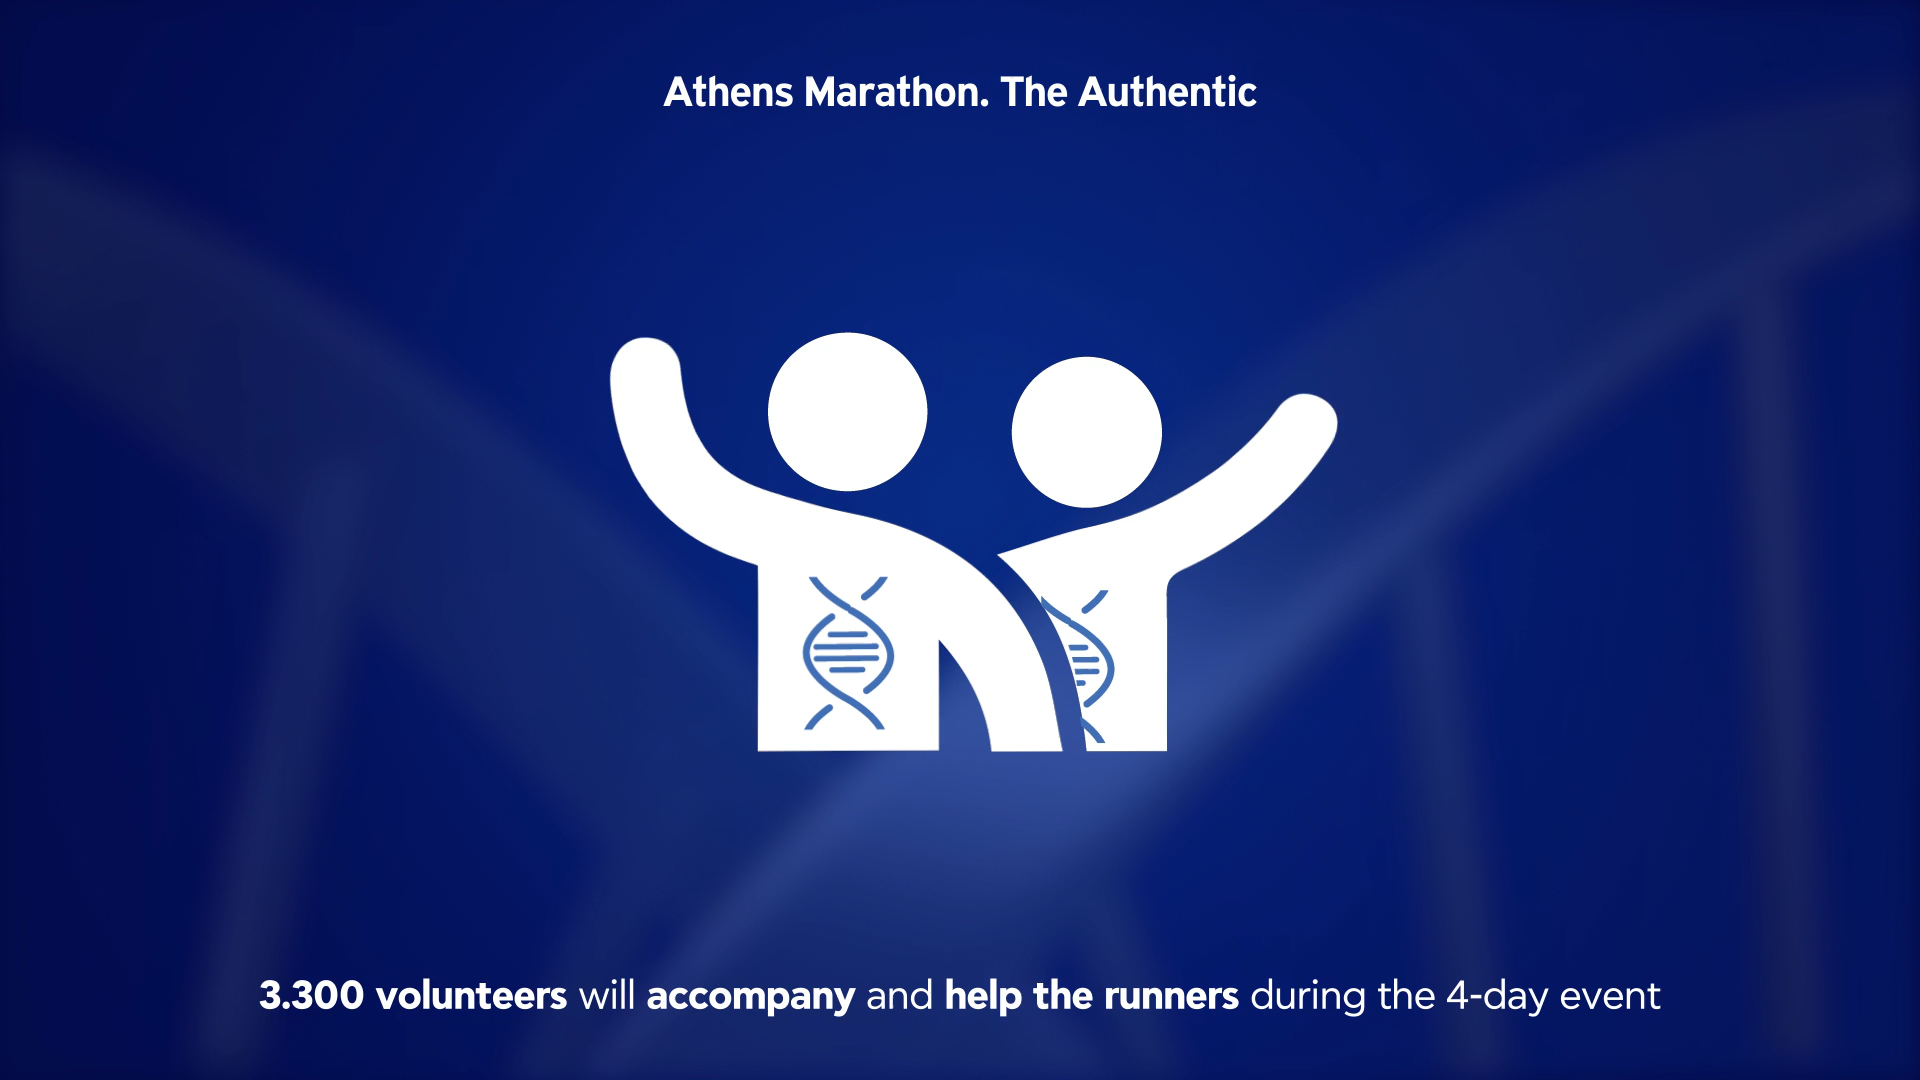 Athens Marathon. The Authentic
3.300 volunteers will accompany and help the runners during the 4-day event